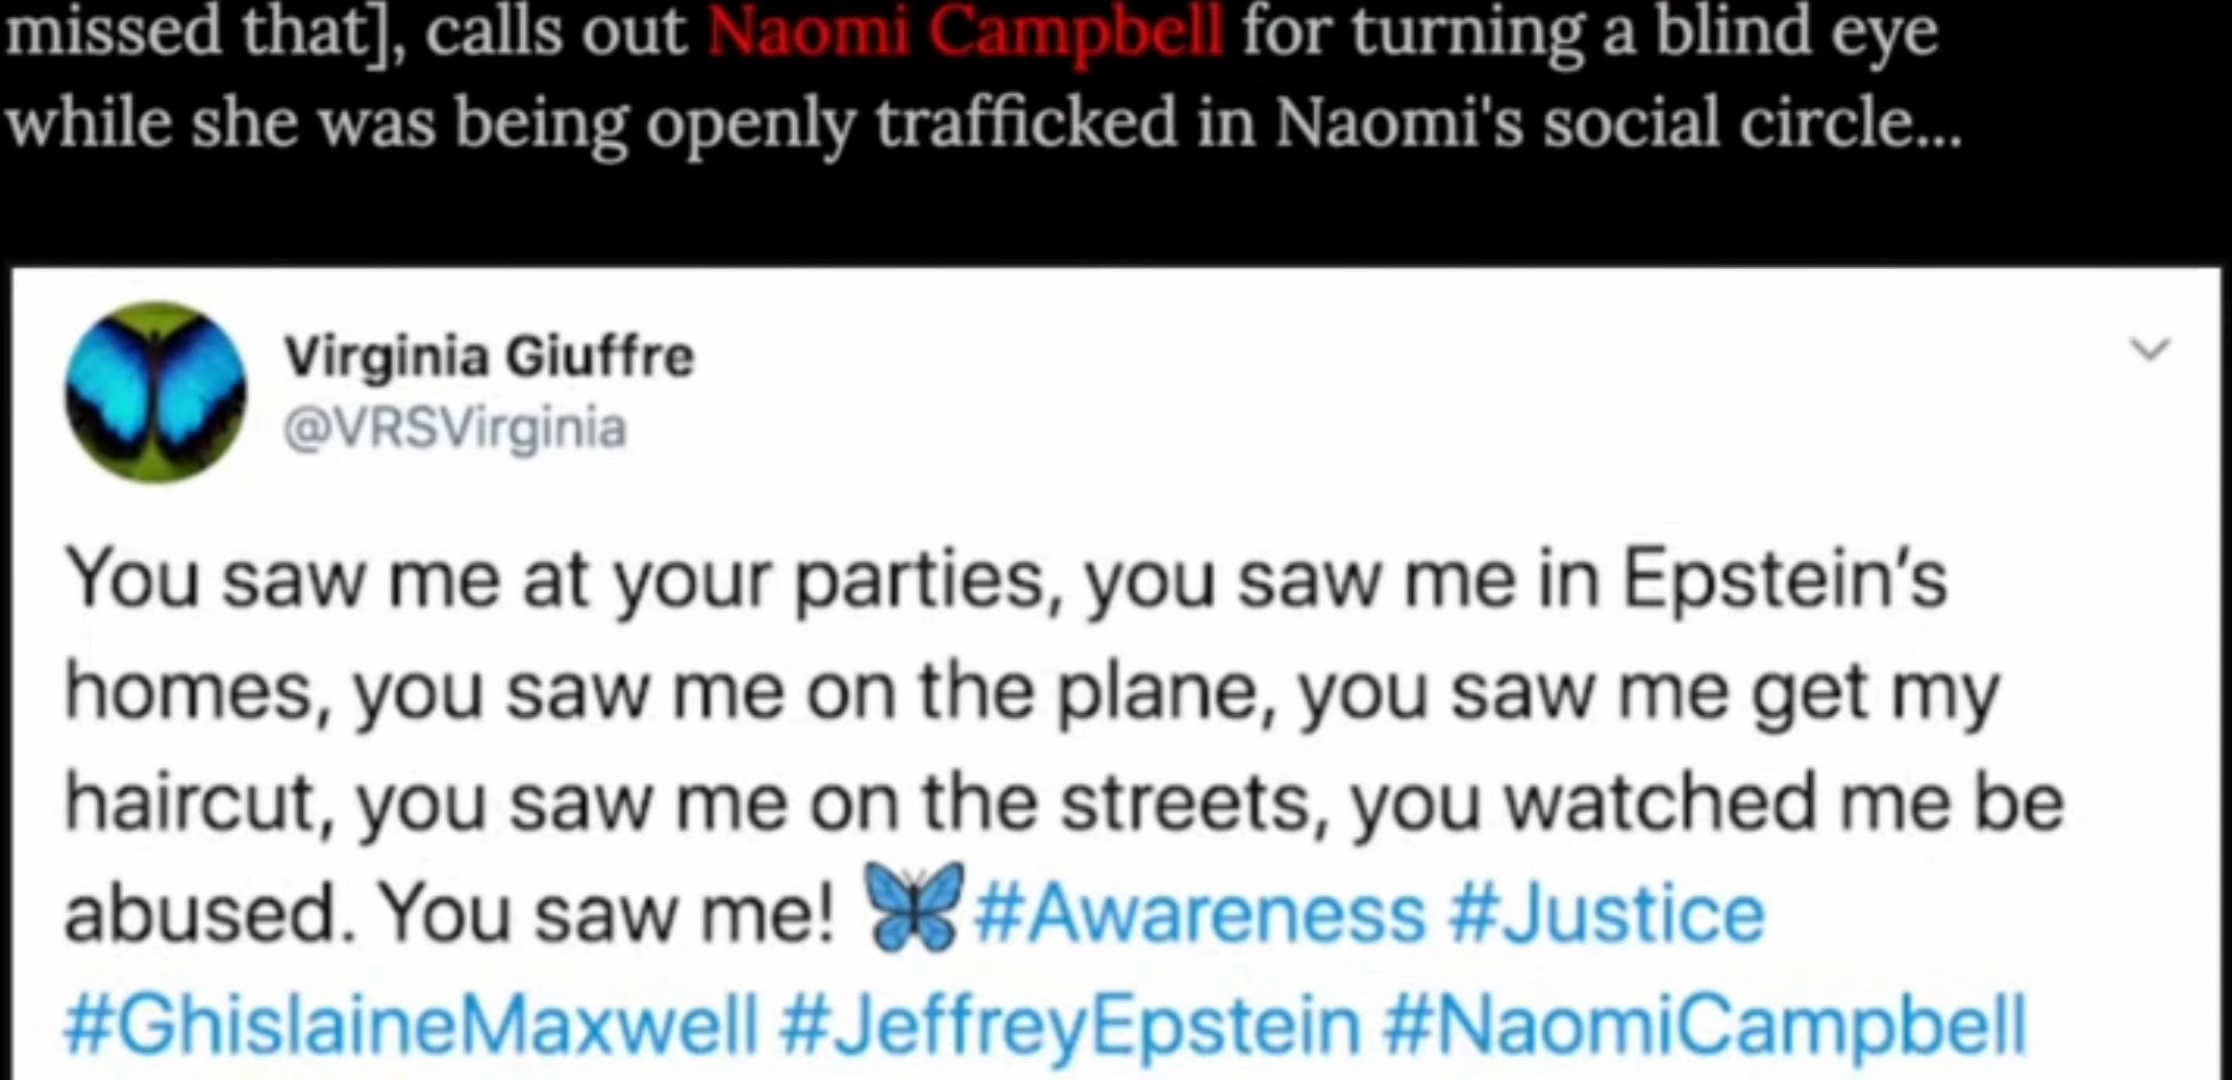 missed that], calls out Naomi Campbell for turning a blind eye
while she was being openly trafficked in Naomi's social circle...
Virginia Giuffre
@VRSVirginia
You saw me at your parties, you saw me in Epstein’s
homes, you saw me on the plane, you saw me get my
haircut, you saw me on the streets, you watched me be
abused. You saw me! 🦋#Awareness #Justice
#GhislaineMaxwell #JeffreyEpstein #NaomiCampbell